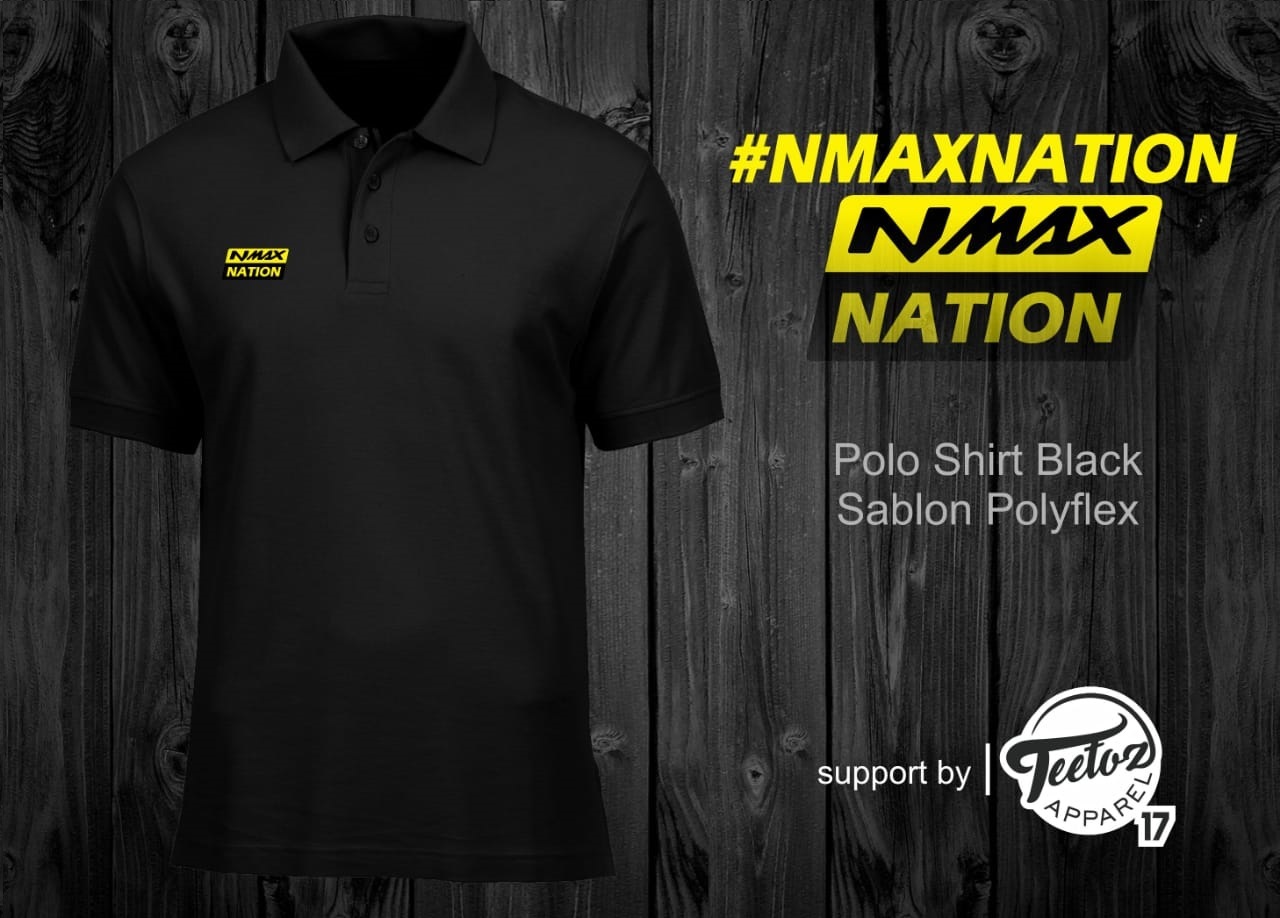 NMAX
NATION
#NMAXNATION
NMAX
NATION
Polo Shirt Black
Sablon Polyflex
support by
Teetoz
APPAREL
17